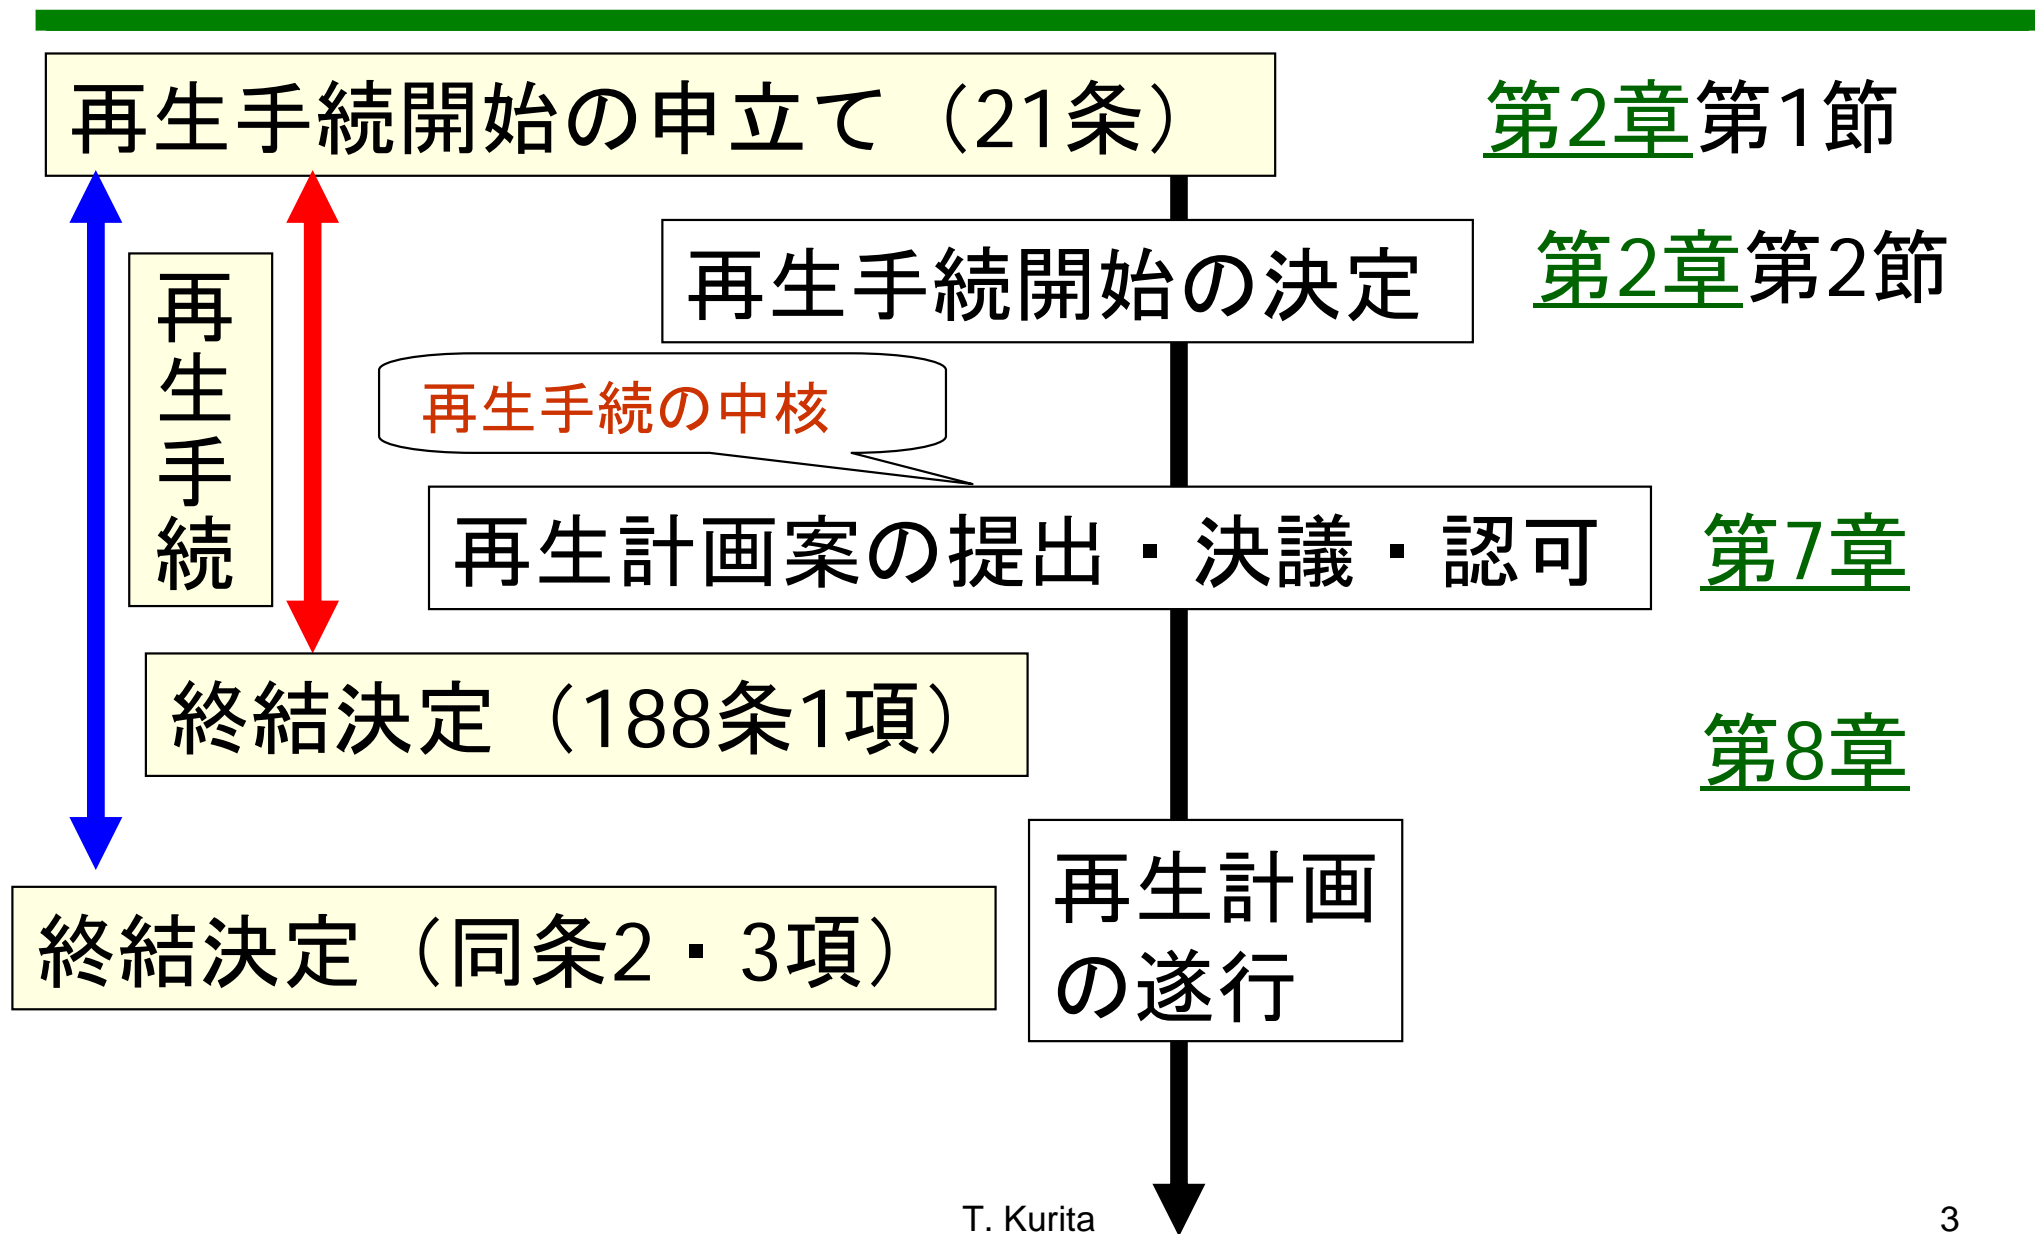 再生手続開始の申立て（21条）
第2章第1節
再生手続開始の決定
第2章第2節
再生手続
再生手続の中核
再生計画案の提出・決議・認可
第7章
終結決定（188条1項）
第8章
再生計画
の遂行
終結決定（同条2・3項）
T. Kurita
3